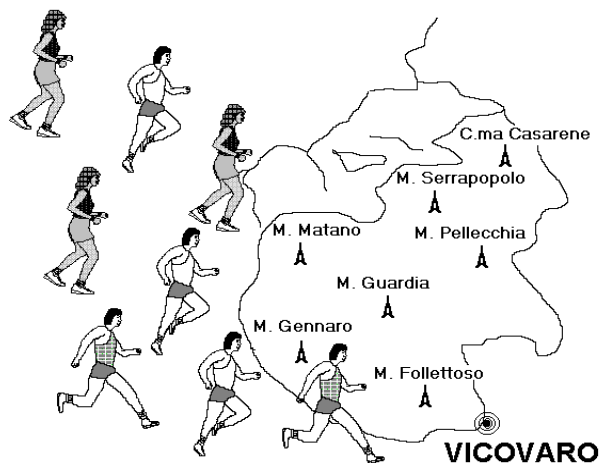 C.ma Casarene
M. Serrapopolo
M. Matano
M. Pellecchia
M. Guardia
M. Gennaro
M. Follettoso
VICOVARO